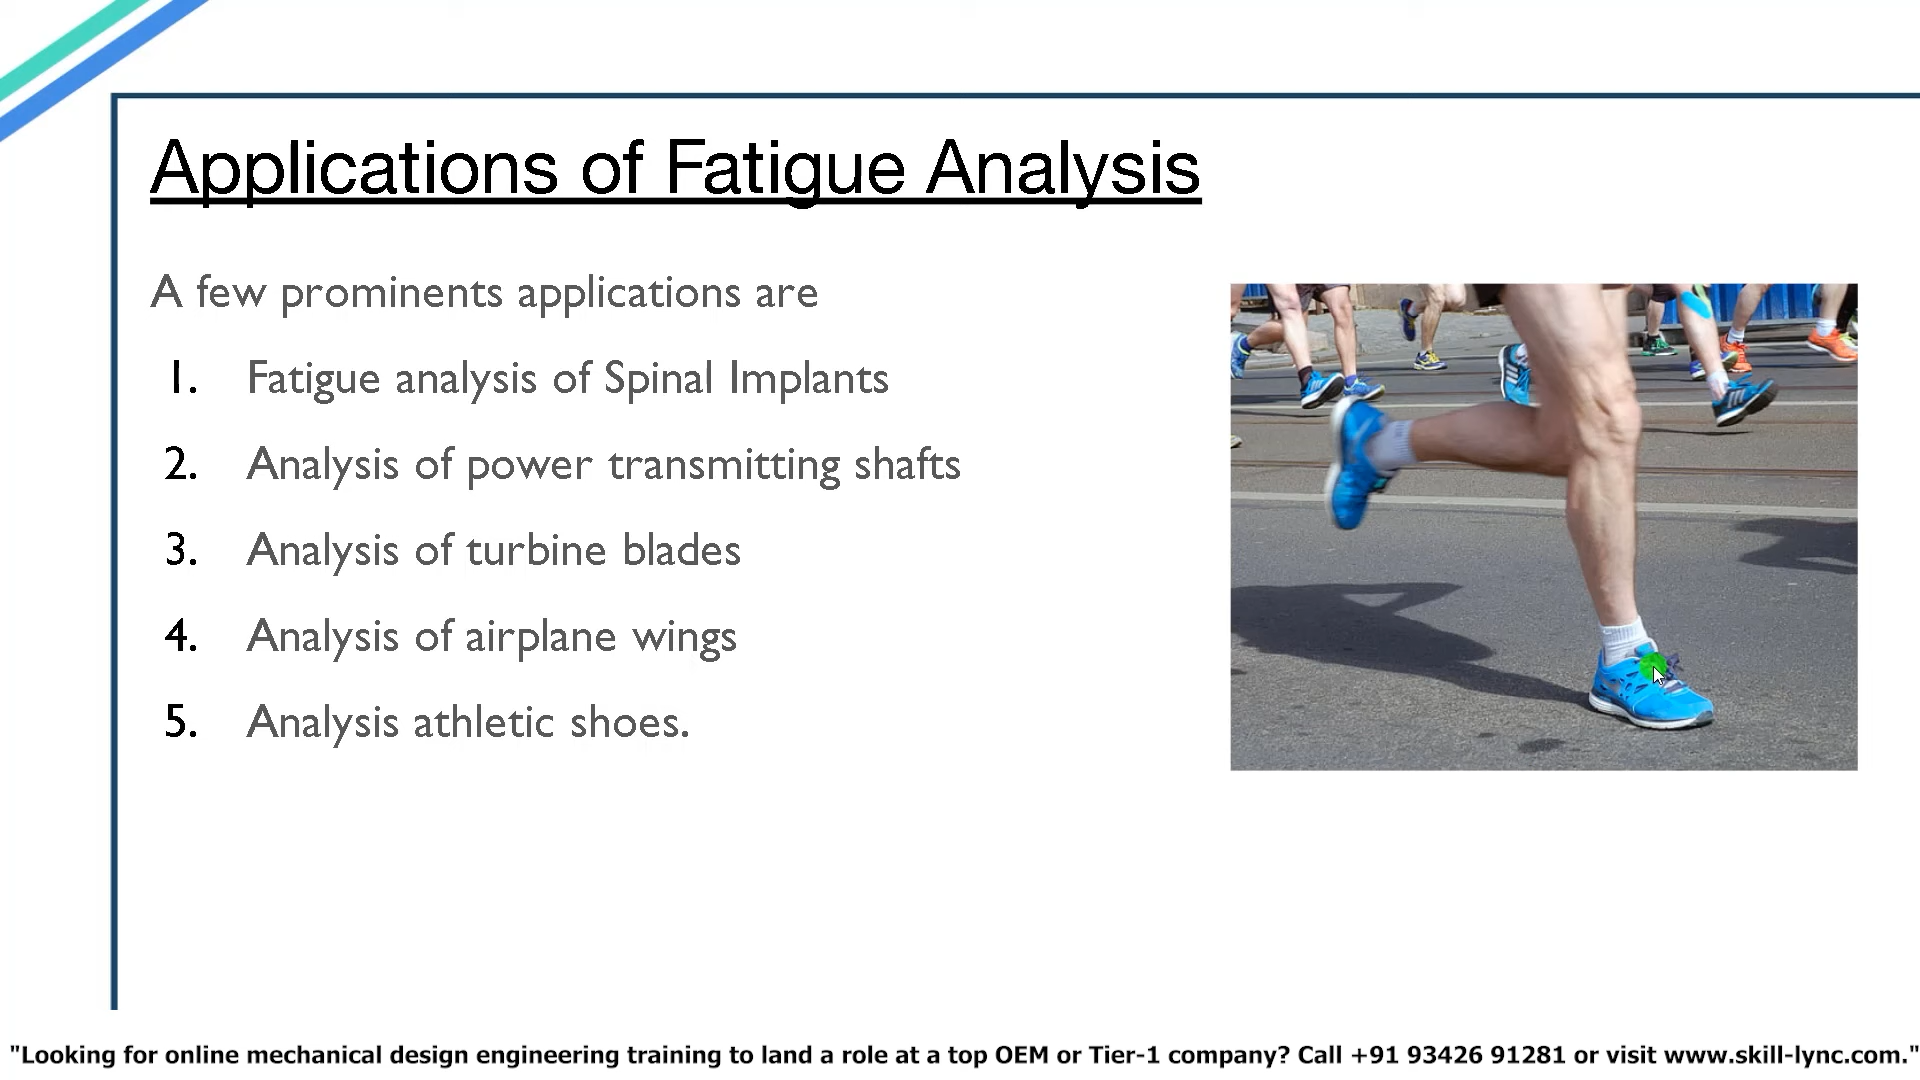 Applications of Fatigue Analysis
A few prominents applications are
1. Fatigue analysis of Spinal Implants
2. Analysis of power transmitting shafts
3. Analysis of turbine blades
4. Analysis of airplane wings
5. Analysis athletic shoes.
"Looking for online mechanical design engineering training to land a role at a top OEM or Tier-1 company? Call +91 93426 91281 or visit www.skill-lync.com."